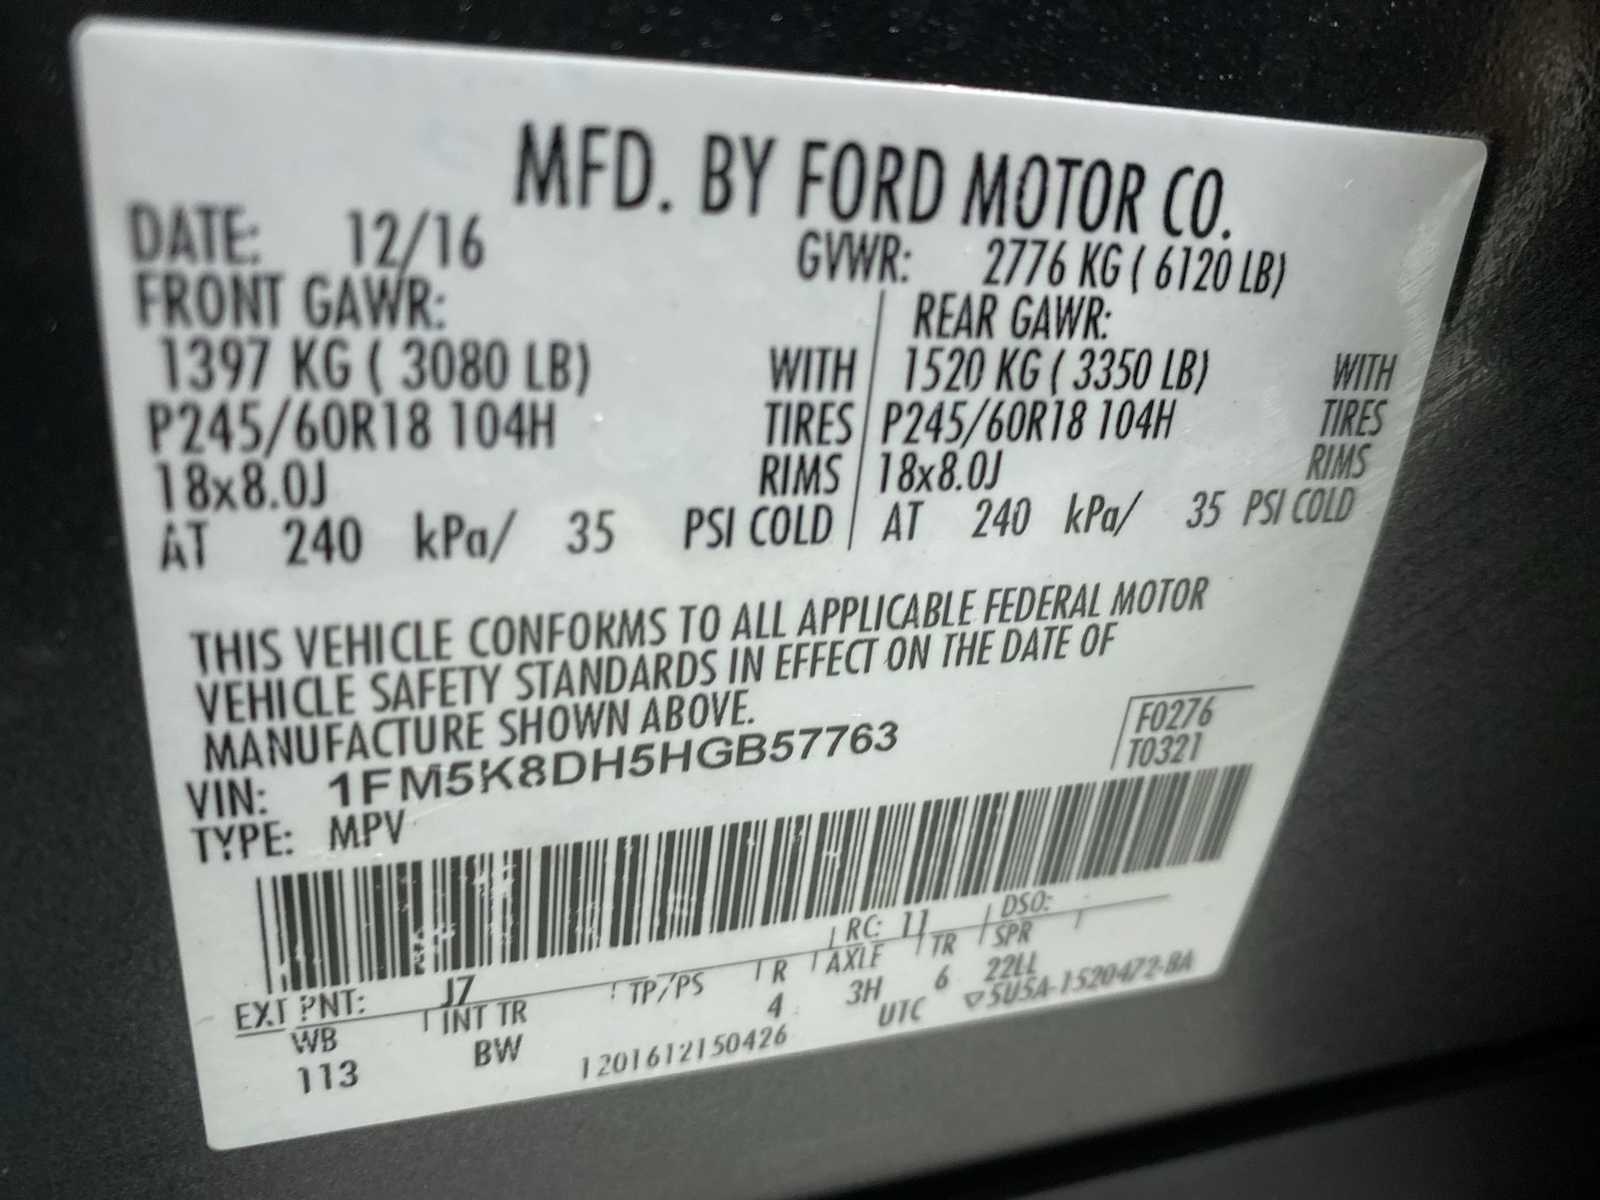 MFD. BY FORD MOTOR CO.
DATE: 12/16 GVWR: 2776 KG ( 6120 LB)
FRONT GAWR: REAR GAWR:
1397 KG ( 3080 LB) WITH 1520 KG ( 3350 LB) WITH
P245/60R18 104H TIRES P245/60R18 104H TIRES
18x8.0J RIMS 18x8.0J RIMS
AT 240 kPa/ 35 PSI COLD AT 240 kPa/ 35 PSI COLD
THIS VEHICLE CONFORMS TO ALL APPLICABLE FEDERAL MOTOR
VEHICLE SAFETY STANDARDS IN EFFECT ON THE DATE OF
MANUFACTURE SHOWN ABOVE.
F0276
T0321
VIN: 1FM5K8DH5HGB57763
TYPE: MPV
EXT PNT: J7 RC: 11 DSO:
WB INT TR TP/PS R AXLE TR SPR
113 BW 4 3H 6 22LL
1201612150426 UTC ▽5U5A-1520472-BA